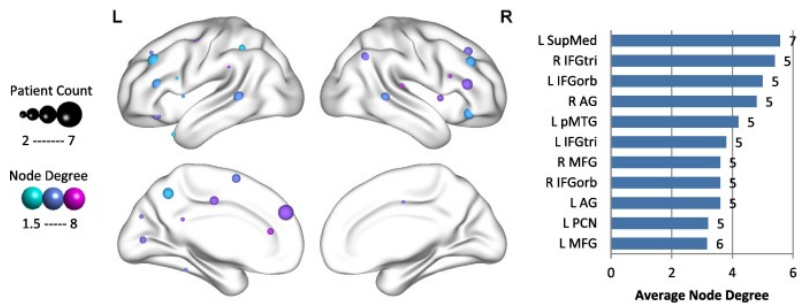 L
R
Patient Count
2 ------- 7
Node Degree
1.5 ----- 8
L SupMed 7
R IFGtri 5
L IFGorb 5
R AG 5
L pMTG 5
L IFGtri 5
R MFG 5
R IFGorb 5
L AG 5
L PCN 5
L MFG 6
0 2 4 6
Average Node Degree